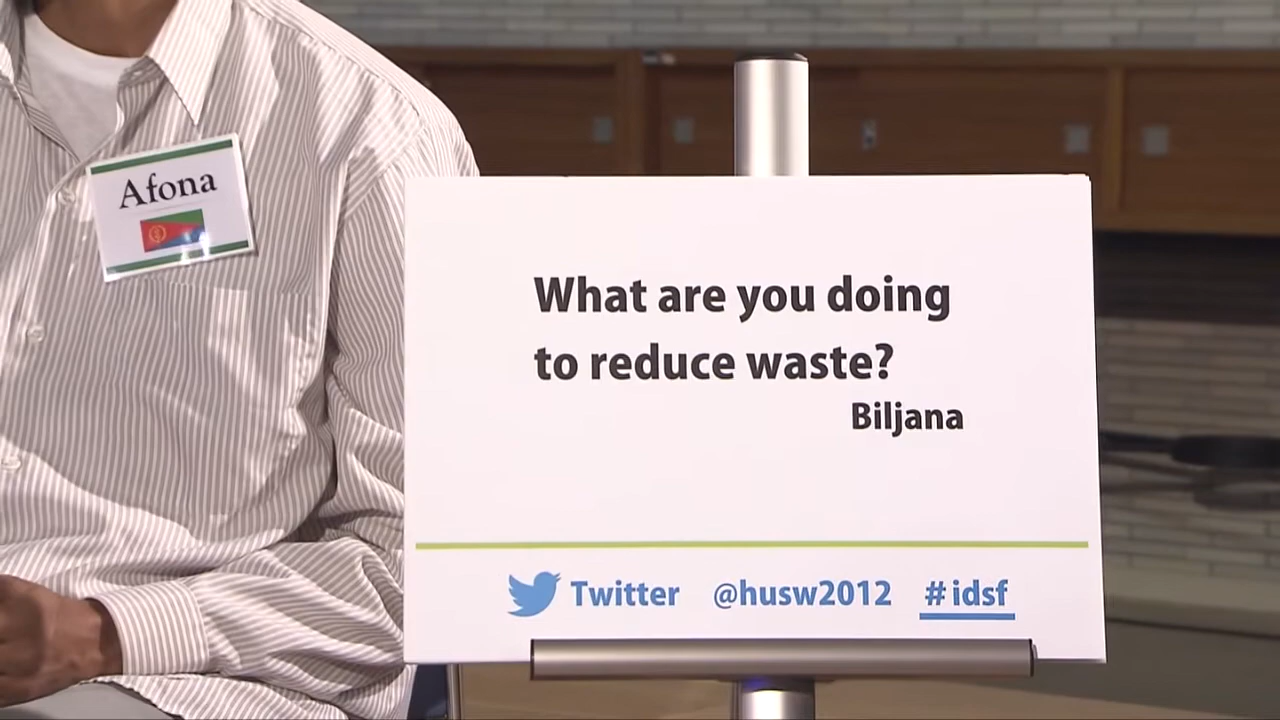 Afona
What are you doing
to reduce waste?
Biljana
Twitter @husw2012 #idsf